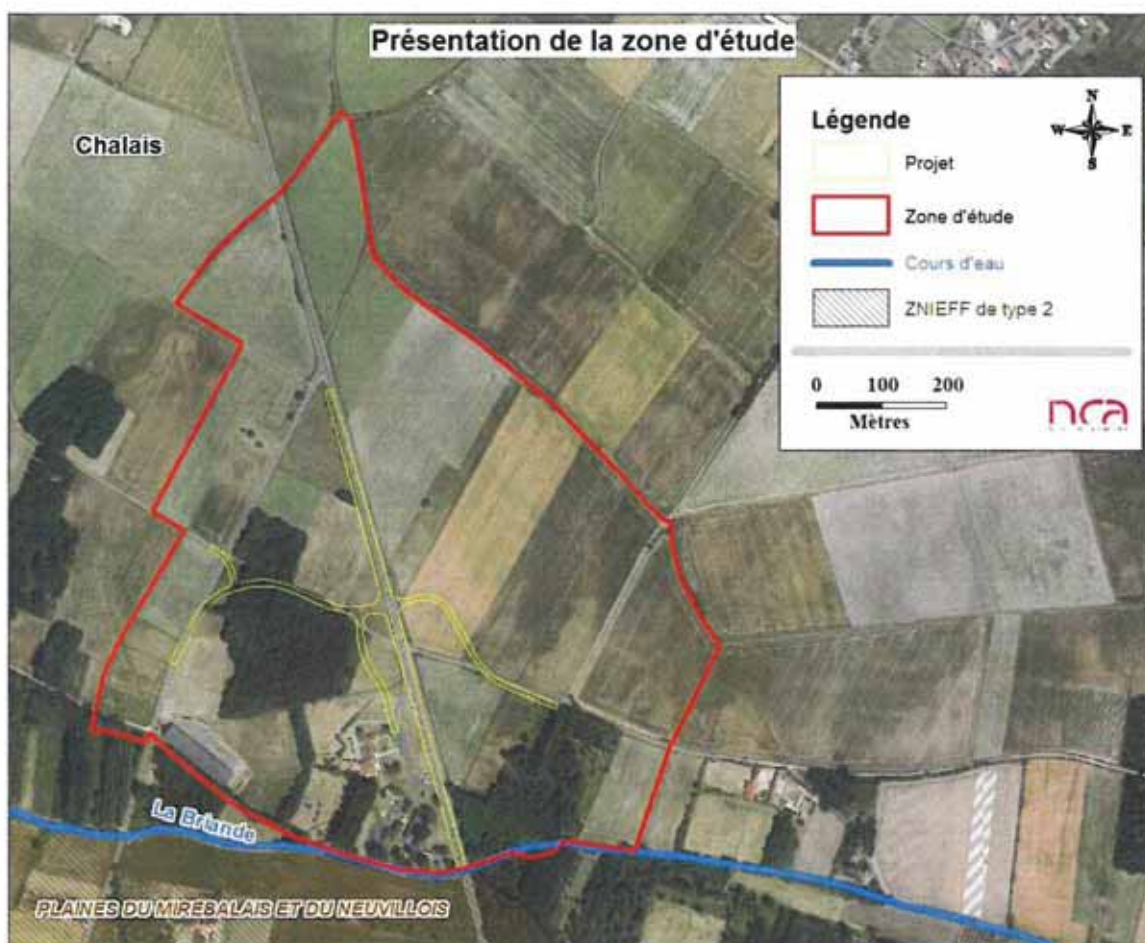 Présentation de la zone d'étude
Chalais
Légende
N
W E
S
Projet
Zone d'étude
Cours d'eau
ZNIEFF de type 2
0 100 200
Mètres
nca
La Briande
PLAINES DU MIREBALAIS ET DU NEUVILLOIS